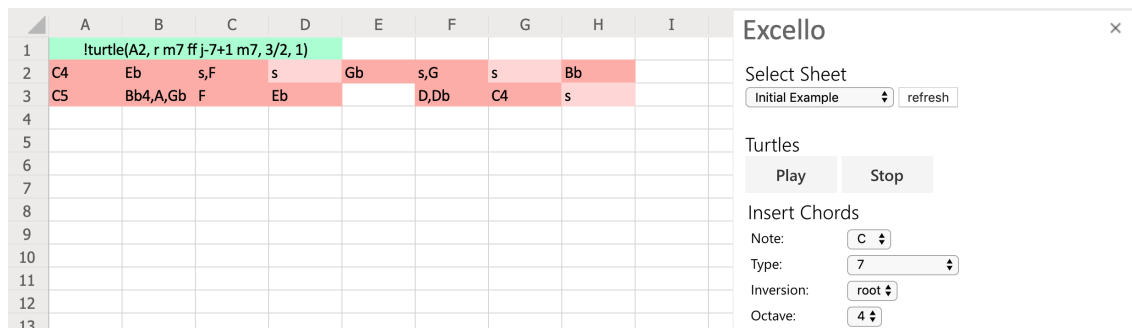 A B C D E F G H I
Excello ×
1 !turtle(A2, r m7 ff j-7+1 m7, 3/2, 1)
2 C4 Eb s,F s Gb s,G s Bb
Select Sheet
3 C5 Bb4,A,Gb F Eb D,Db C4 s
Initial Example refresh
4
5
6
Turtles
7
Play Stop
8
9
Insert Chords
10
Note: C
11
Type: 7
12
Inversion: root
13
Octave: 4